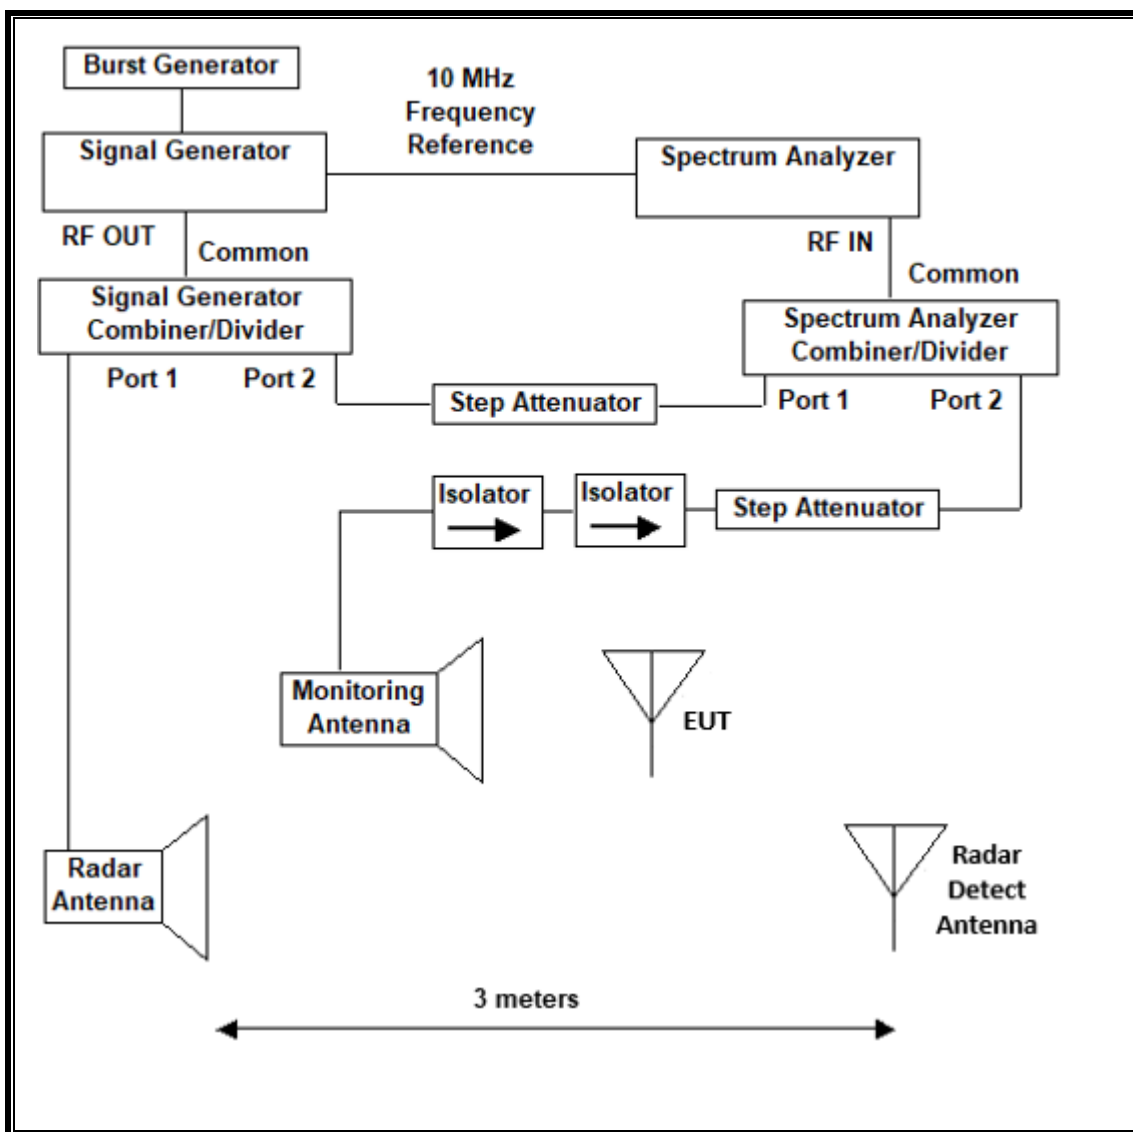 Burst Generator
10 MHz
Frequency
Reference
Signal Generator
Spectrum Analyzer
RF OUT
Common
RF IN
Common
Signal Generator
Combiner/Divider
Spectrum Analyzer
Combiner/Divider
Port 1
Port 2
Step Attenuator
Port 1
Port 2
Isolator
Isolator
Step Attenuator
Monitoring
Antenna
EUT
Radar
Antenna
Radar
Detect
Antenna
3 meters